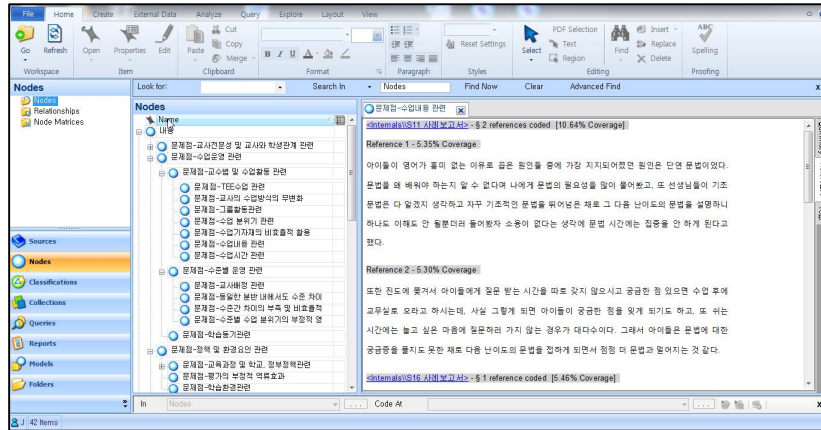 File Home Create External Data Analyze Query Explore Layout View
Go Refresh Open Properties Edit Paste Cut Copy Merge B I U A Reset Settings Select PDF Selection Text Region Find Insert Replace Delete ABC Spelling
Workspace Item Clipboard Format Paragraph Styles Editing Proofing
Nodes
Look for: Search In Nodes Find Now Clear Advanced Find x
Nodes
Relationships
Node Matrices
Sources
Nodes
Classifications
Collections
Queries
Reports
Models
Folders
Nodes
Name
내용
문제점-교사전문성 및 교사와 학생관계 관련
문제점-수업운영 관련
문제점-교수법 및 수업활동 관련
문제점-TEE수업 관련
문제점-교사의 수업방식의 무변화
문제점-그룹활동관련
문제점-수업 분위기 관련
문제점-수업기자재의 비효율적 활용
문제점-수업내용 관련
문제점-수업시간 관련
문제점-수준별 운영 관련
문제점-교사배정 관련
문제점-동일한 분반 내에서도 수준 차이
문제점-수준간 차이의 부족 및 비효율적
문제점-수준별 수업 분위기의 부정적 영
문제점-학습동기관련
문제점-정책 및 환경요인 관련
문제점-교육과정 및 학교, 정부정책관련
문제점-평가의 부정적 역류효과
문제점-학습환경관련
문제점-수업내용 관련
<Internals\\S11 사례보고서> - § 2 references coded [10.64% Coverage]
Reference 1 - 5.35% Coverage
아이들이 영어가 흥미 없는 이유로 꼽은 원인들 중에 가장 지지되어졌던 원인은 단연 문법이었다.
문법을 왜 배워야 하는지 알 수 없다며 나에게 문법의 필요성을 많이 물어봤고, 또 선생님들이 기초
문법은 다 알겠지 생각하고 자꾸 기초적인 문법을 뛰어넘은 채로 그 다음 난이도의 문법을 설명하니
하나도 이해도 안 될뿐더러 들어봤자 소용이 없다는 생각에 문법 시간에는 집중을 안 하게 된다고
했다.
Reference 2 - 5.30% Coverage
또한 진도에 쫓겨서 아이들에게 질문 받는 시간을 따로 갖지 않으시고 궁금한 점 있으면 수업 후에
교무실로 오라고 하시는데, 사실 그렇게 되면 아이들이 궁금한 점을 잊게 되기도 하고, 또 쉬는
시간에는 놀고 싶은 마음에 질문하러 가지 않는 경우가 대다수이다. 그래서 아이들은 문법에 대한
궁금증을 풀지도 못한 채로 다음 난이도의 문법을 접하게 되면서 점점 더 문법과 멀어지는 것 같다.
<Internals\\S16 사례보고서> - § 1 reference coded [5.46% Coverage]
In Nodes ... Code At ... x
J 42 Items